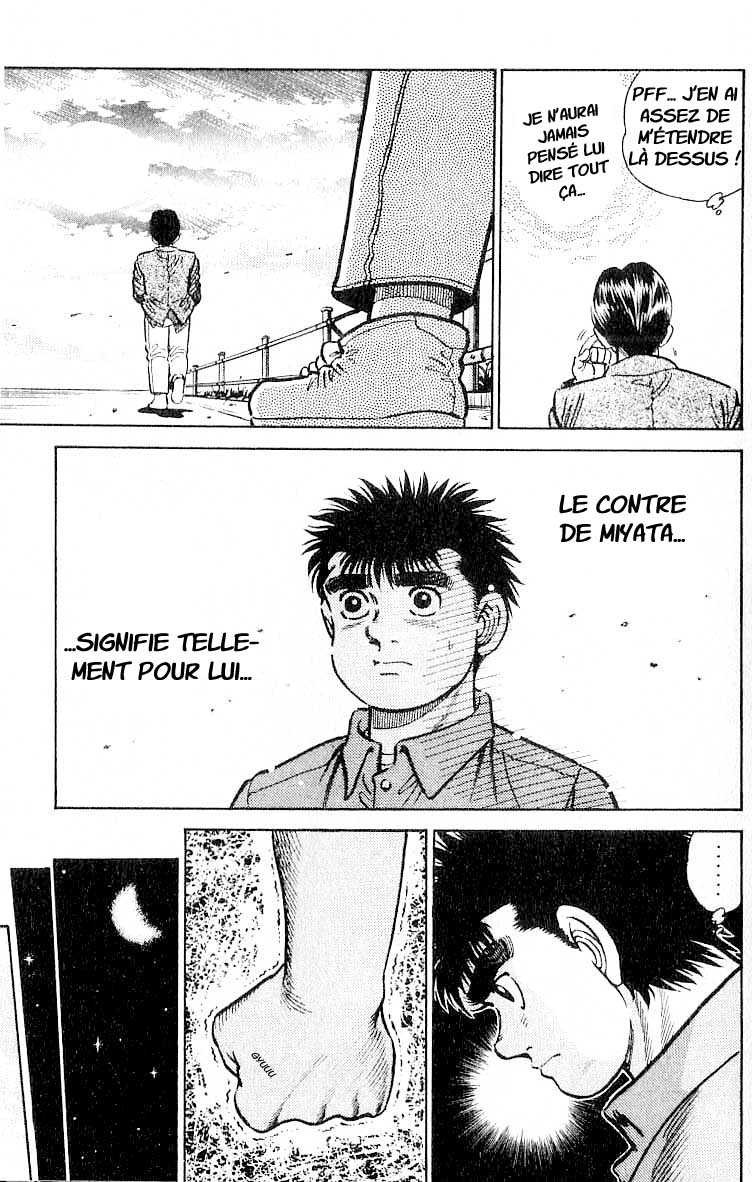 PFF... J'EN AI
ASSEZ DE
M'ÉTENDRE
LÀ DESSUS !
JE N'AURAI
JAMAIS
PENSÉ LUI
DIRE TOUT
ÇA...
LE CONTRE
DE MIYATA...
...SIGNIFIE TELLE-
MENT POUR LUI...
......
GYUUU